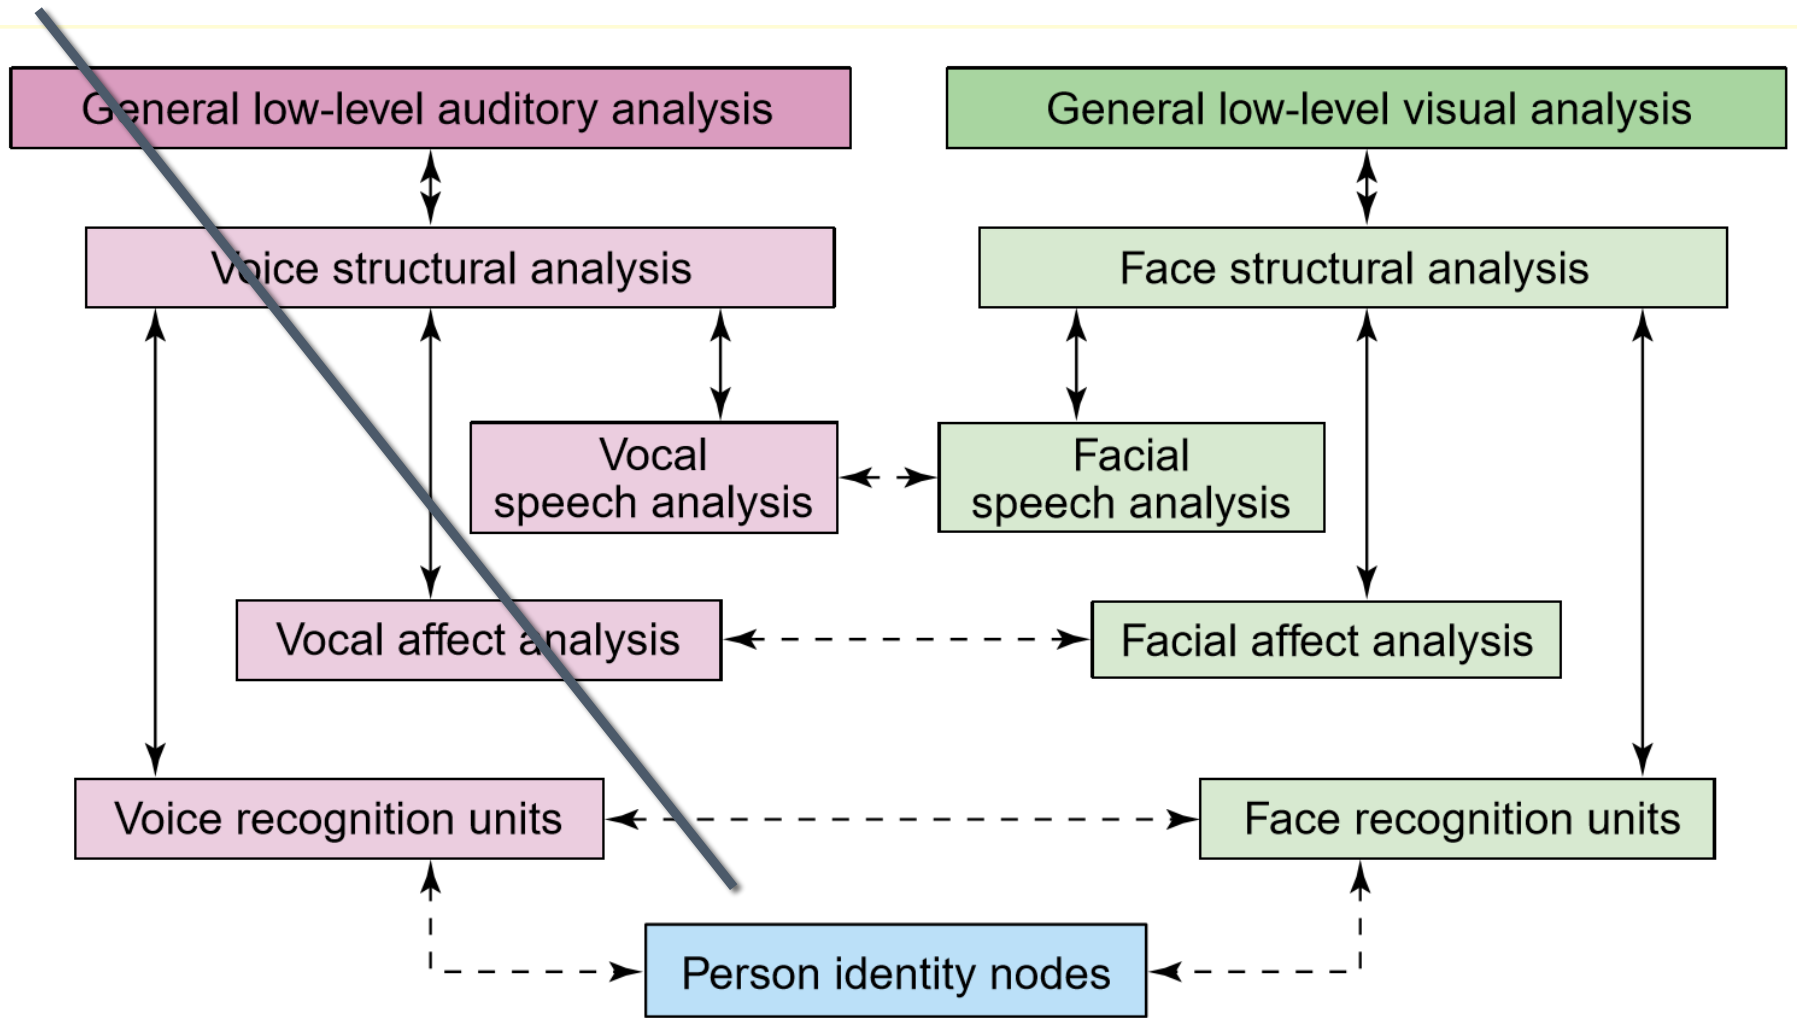 General low-level auditory analysis
General low-level visual analysis
Voice structural analysis
Face structural analysis
Vocal
speech analysis
Facial
speech analysis
Vocal affect analysis
Facial affect analysis
Voice recognition units
Face recognition units
Person identity nodes